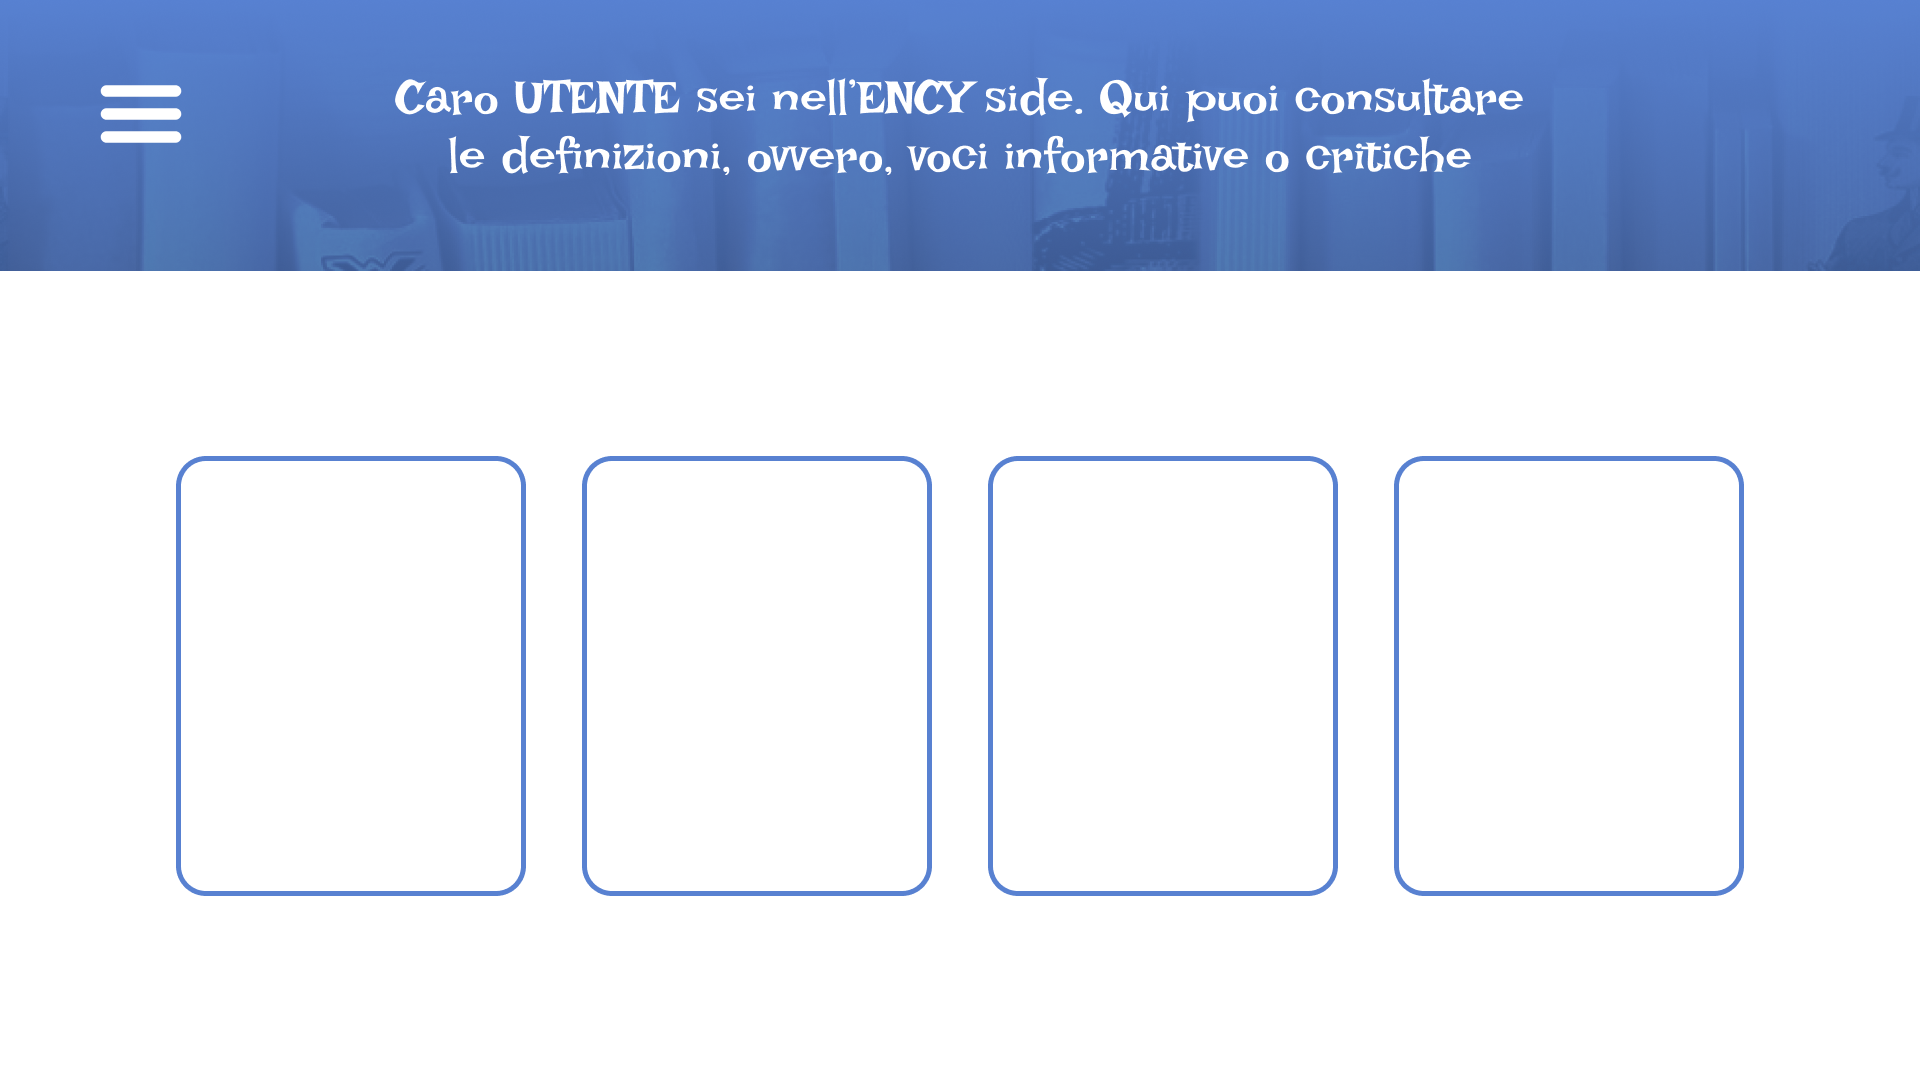 Caro UTENTE sei nell'ENCY side. Qui puoi consultare
le definizioni, ovvero, voci informative o critiche